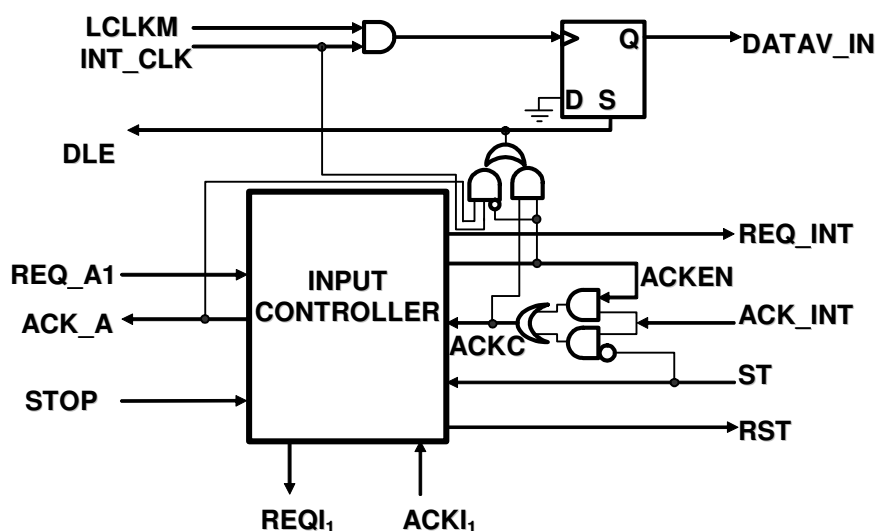 LCLKM
INT_CLK
Q
DATAV_IN
D S
DLE
REQ_INT
REQ_A1
INPUT
CONTROLLER
ACKEN
ACK_A
ACKC
ACK_INT
STOP
ST
RST
REQI₁
ACKI₁